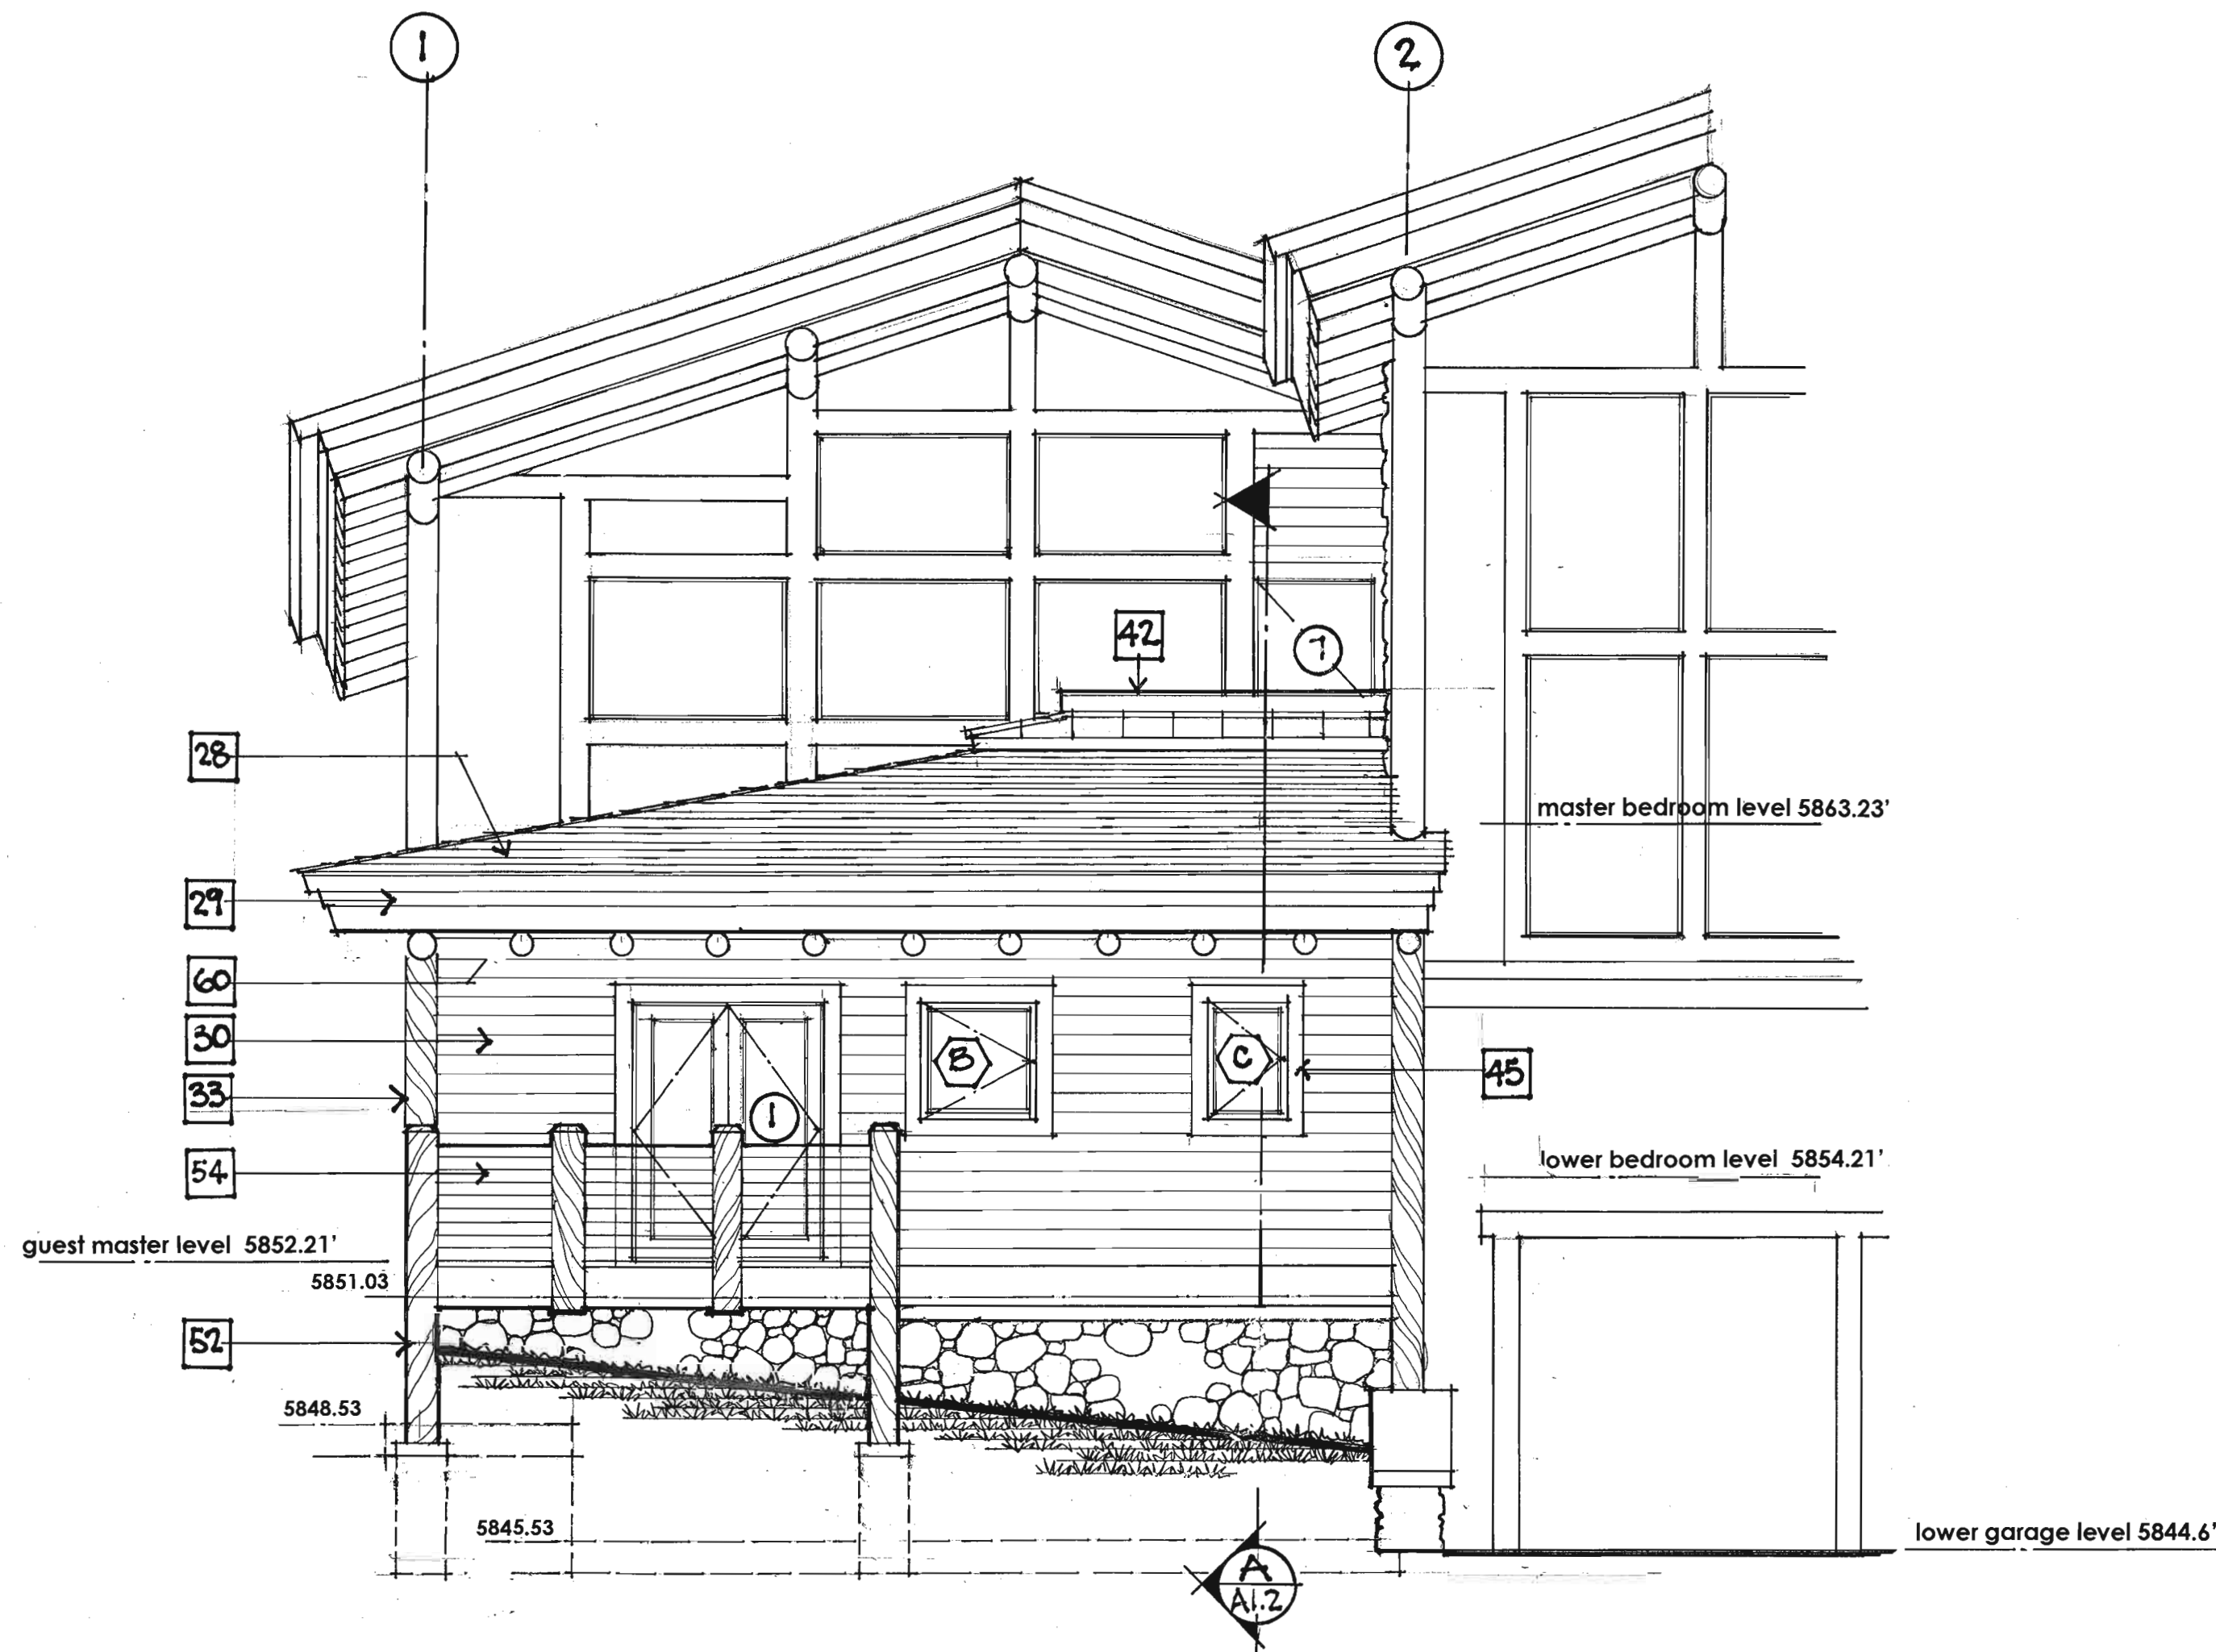 1
2
42
7
28
master bedroom level 5863.23'
29
60
30
B
C
45
33
1
54
lower bedroom level 5854.21'
guest master level 5852.21'
5851.03
52
5848.53
5845.53
lower garage level 5844.6'
A
A1.2